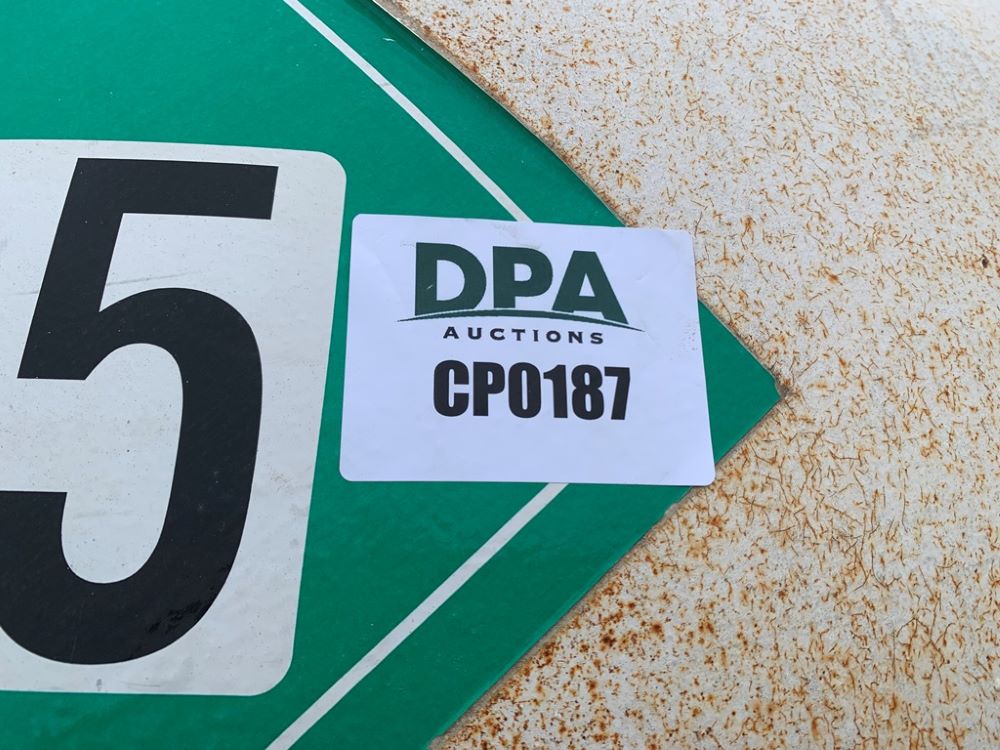 5
DPA
AUCTIONS
CP0187